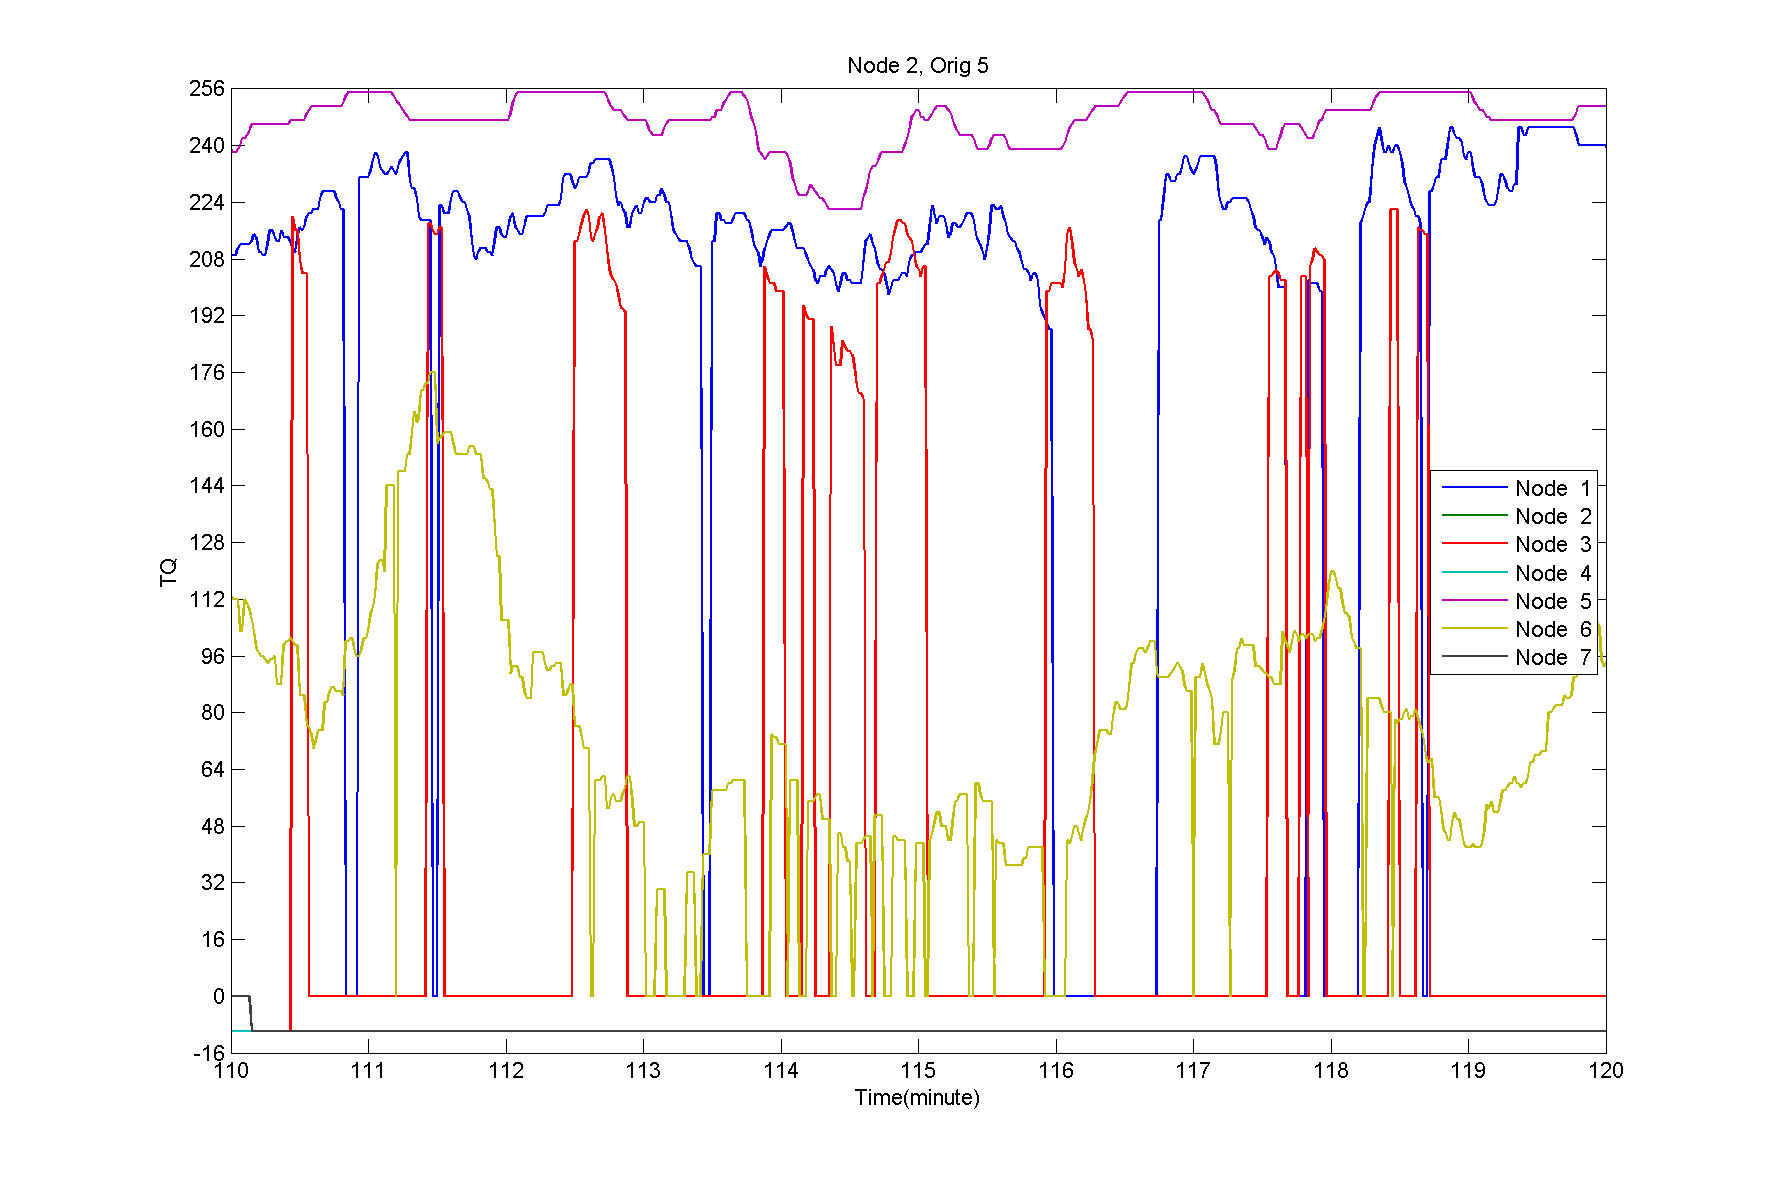 Node 2, Orig 5
256
240
224
208
192
176
160
144
128
112
96
80
64
48
32
16
0
-16
TQ
Node 1
Node 2
Node 3
Node 4
Node 5
Node 6
Node 7
110 111 112 113 114 115 116 117 118 119 120
Time(minute)